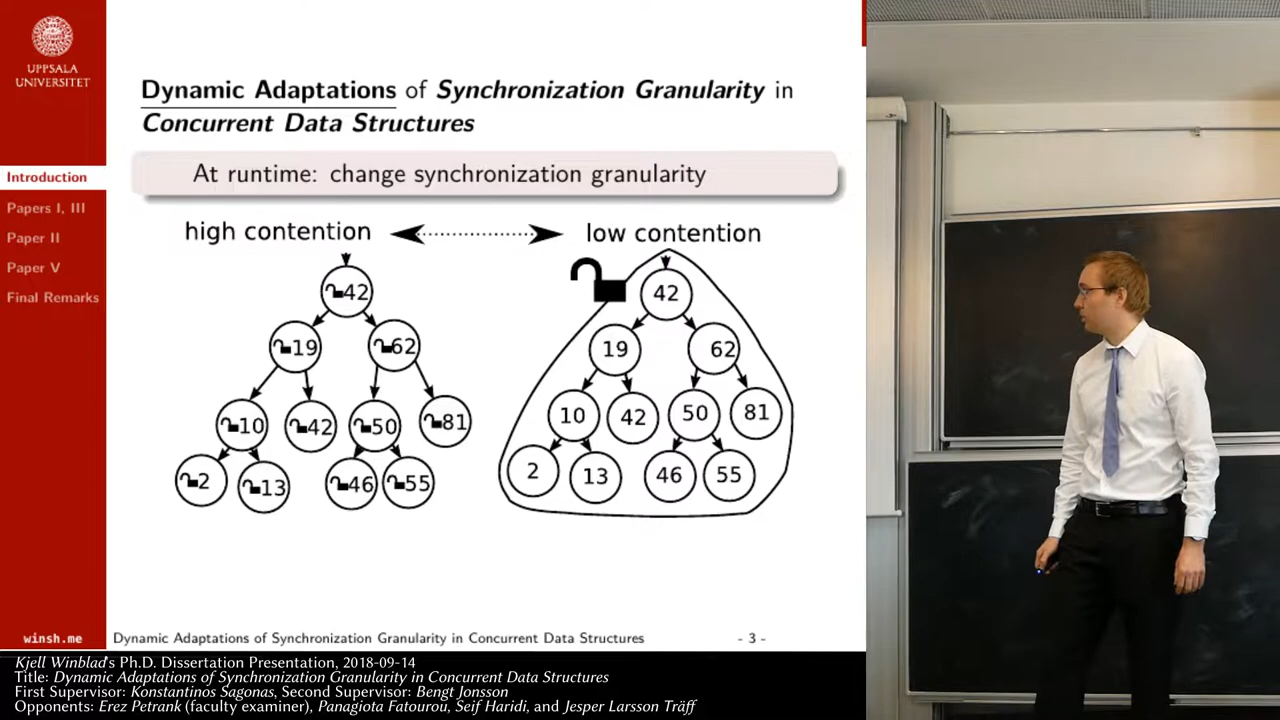 UPPSALA
UNIVERSITET
Introduction
Papers I, III
Paper II
Paper V
Final Remarks
winsh.me
Dynamic Adaptations of Synchronization Granularity in
Concurrent Data Structures
At runtime: change synchronization granularity
high contention
42
19
62
10
42
50
81
2
13
46
55
low contention
42
19
62
10
42
50
81
2
13
46
55
Dynamic Adaptations of Synchronization Granularity in Concurrent Data Structures
- 3 -
Kjell Winblad's Ph.D. Dissertation Presentation, 2018-09-14
Title: Dynamic Adaptations of Synchronization Granularity in Concurrent Data Structures
First Supervisor: Konstantinos Sagonas, Second Supervisor: Bengt Jonsson
Opponents: Erez Petrank (faculty examiner), Panagiota Fatourou, Seif Haridi, and Jesper Larsson Träff